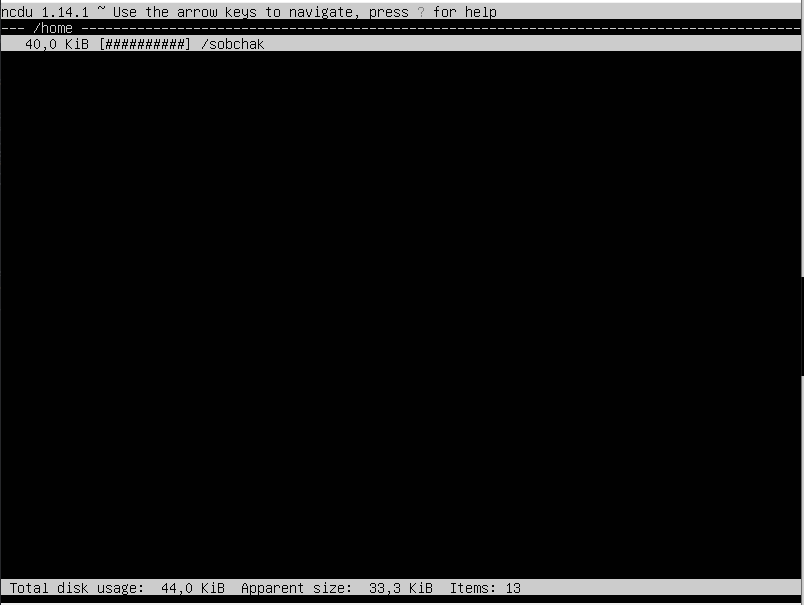 ncdu 1.14.1 ~ Use the arrow keys to navigate, press ? for help
--- /home ------------------------------------------------------------------------------------------
40,0 KiB [##########] /sobchak
Total disk usage: 44,0 KiB Apparent size: 33,3 KiB Items: 13